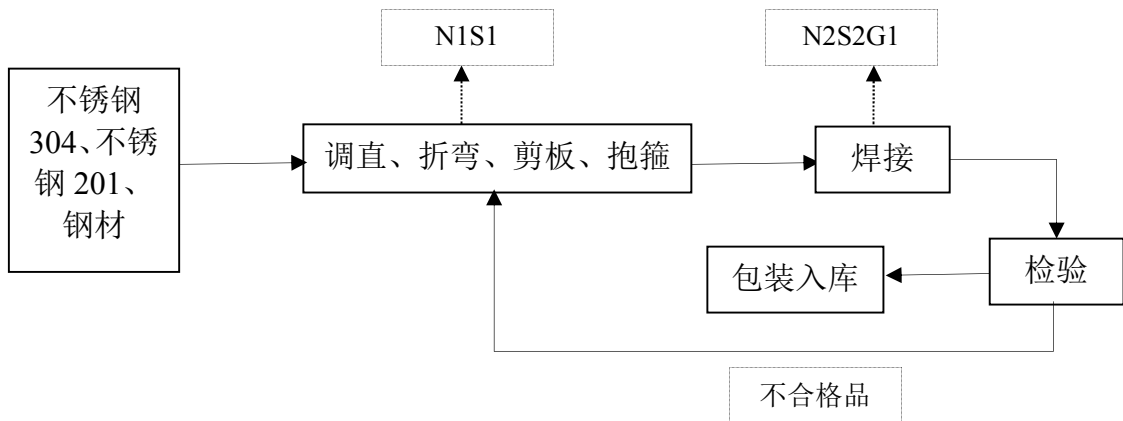 N1S1
N2S2G1
不锈钢
304、不锈
钢 201、
钢材
调直、折弯、剪板、抱箍
焊接
包装入库
检验
不合格品